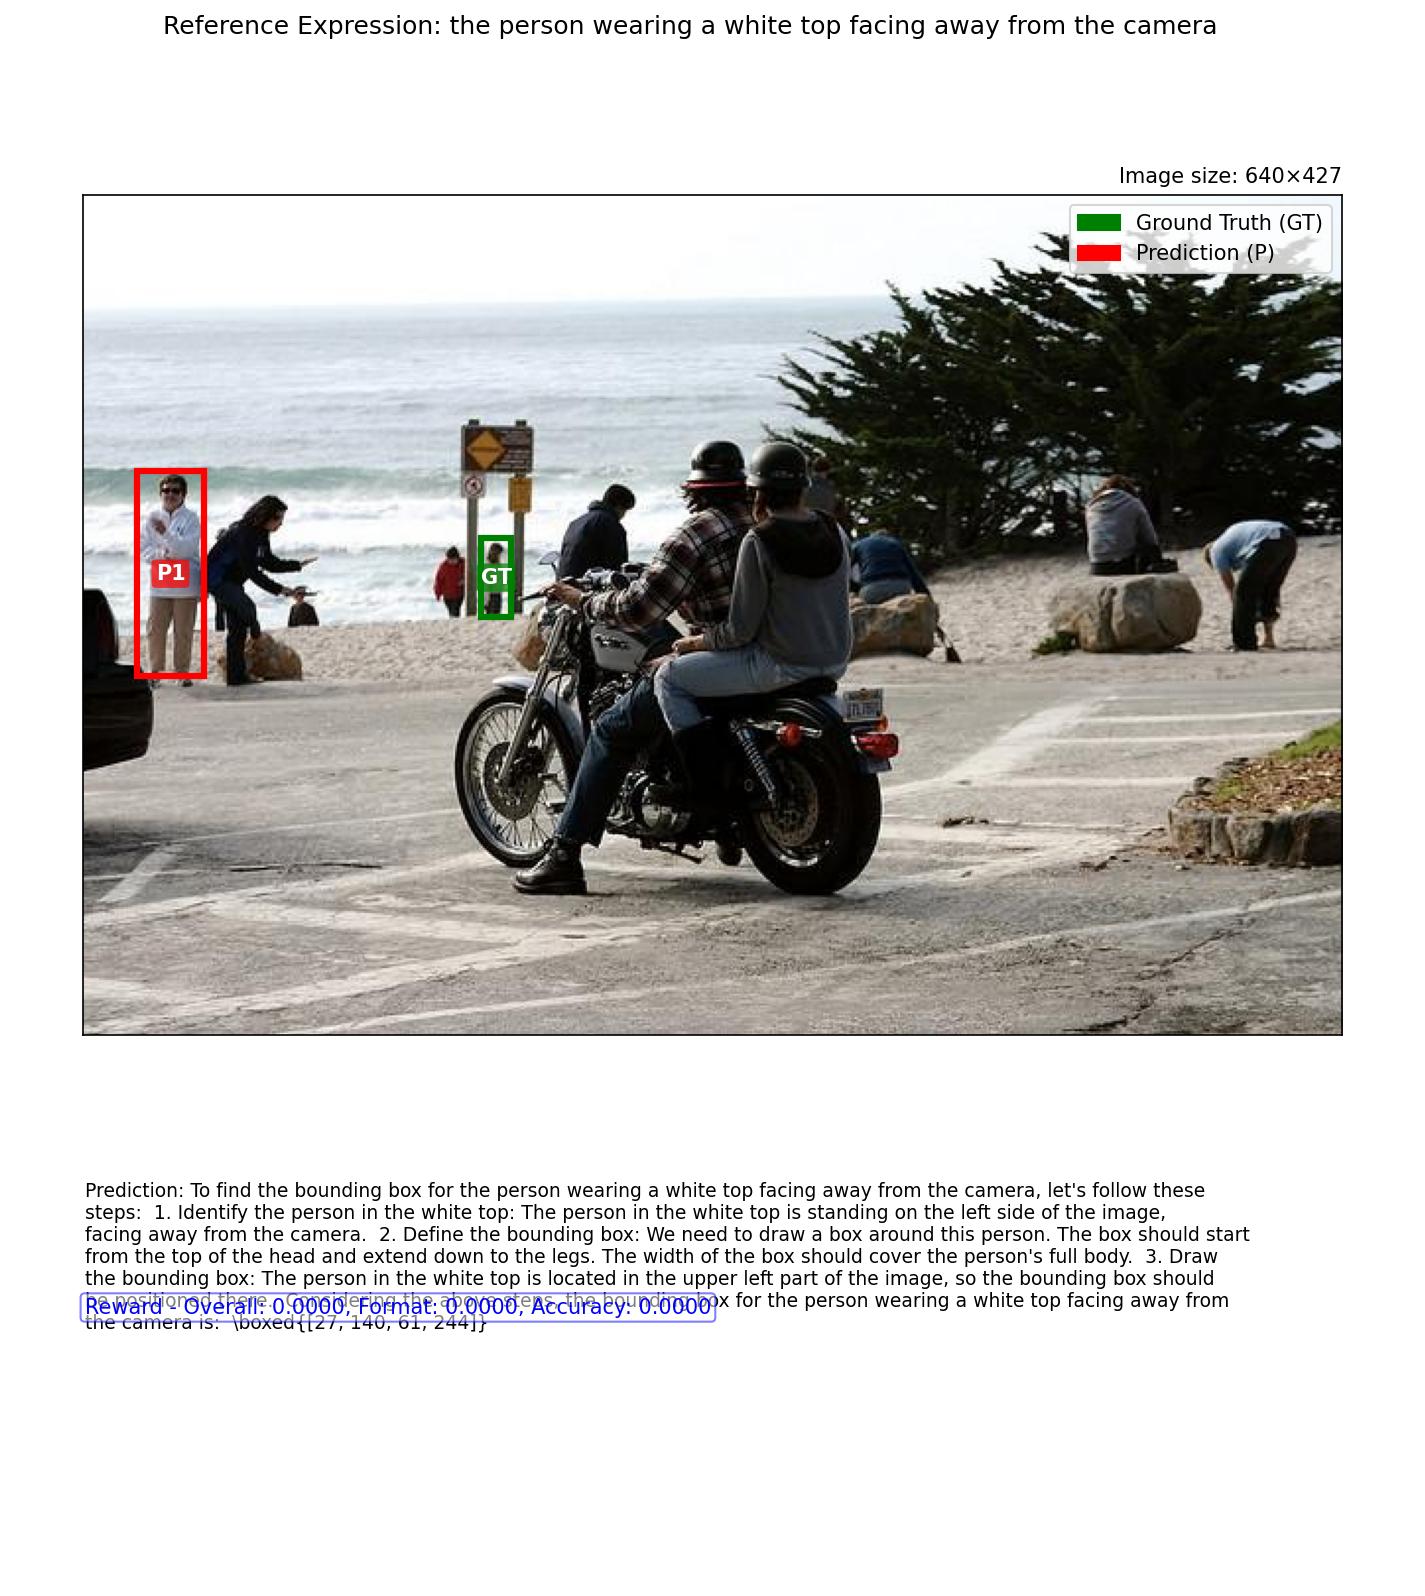 Reference Expression: the person wearing a white top facing away from the camera
Image size: 640×427
Ground Truth (GT)
Prediction (P)
P1
GT
Prediction: To find the bounding box for the person wearing a white top facing away from the camera, let's follow these
steps:  1. Identify the person in the white top: The person in the white top is standing on the left side of the image,
facing away from the camera.  2. Define the bounding box: We need to draw a box around this person. The box should start
from the top of the head and extend down to the legs. The width of the box should cover the person's full body.  3. Draw
the bounding box: The person in the white top is located in the upper left part of the image, so the bounding box should
be positioned there.  Considering the above steps, the bounding box for the person wearing a white top facing away from
Reward - Overall: 0.0000, Format: 0.0000, Accuracy: 0.0000
the camera is:  \boxed{[27, 140, 61, 244]}